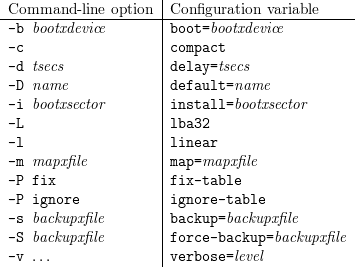 Command-line option Configuration variable
-b bootxdevice boot=bootxdevice
-c compact
-d tsecs delay=tsecs
-D name default=name
-i bootxsector install=bootxsector
-L lba32
-l linear
-m mapxfile map=mapxfile
-P fix fix-table
-P ignore ignore-table
-s backupxfile backup=backupxfile
-S backupxfile force-backup=backupxfile
-v ... verbose=level